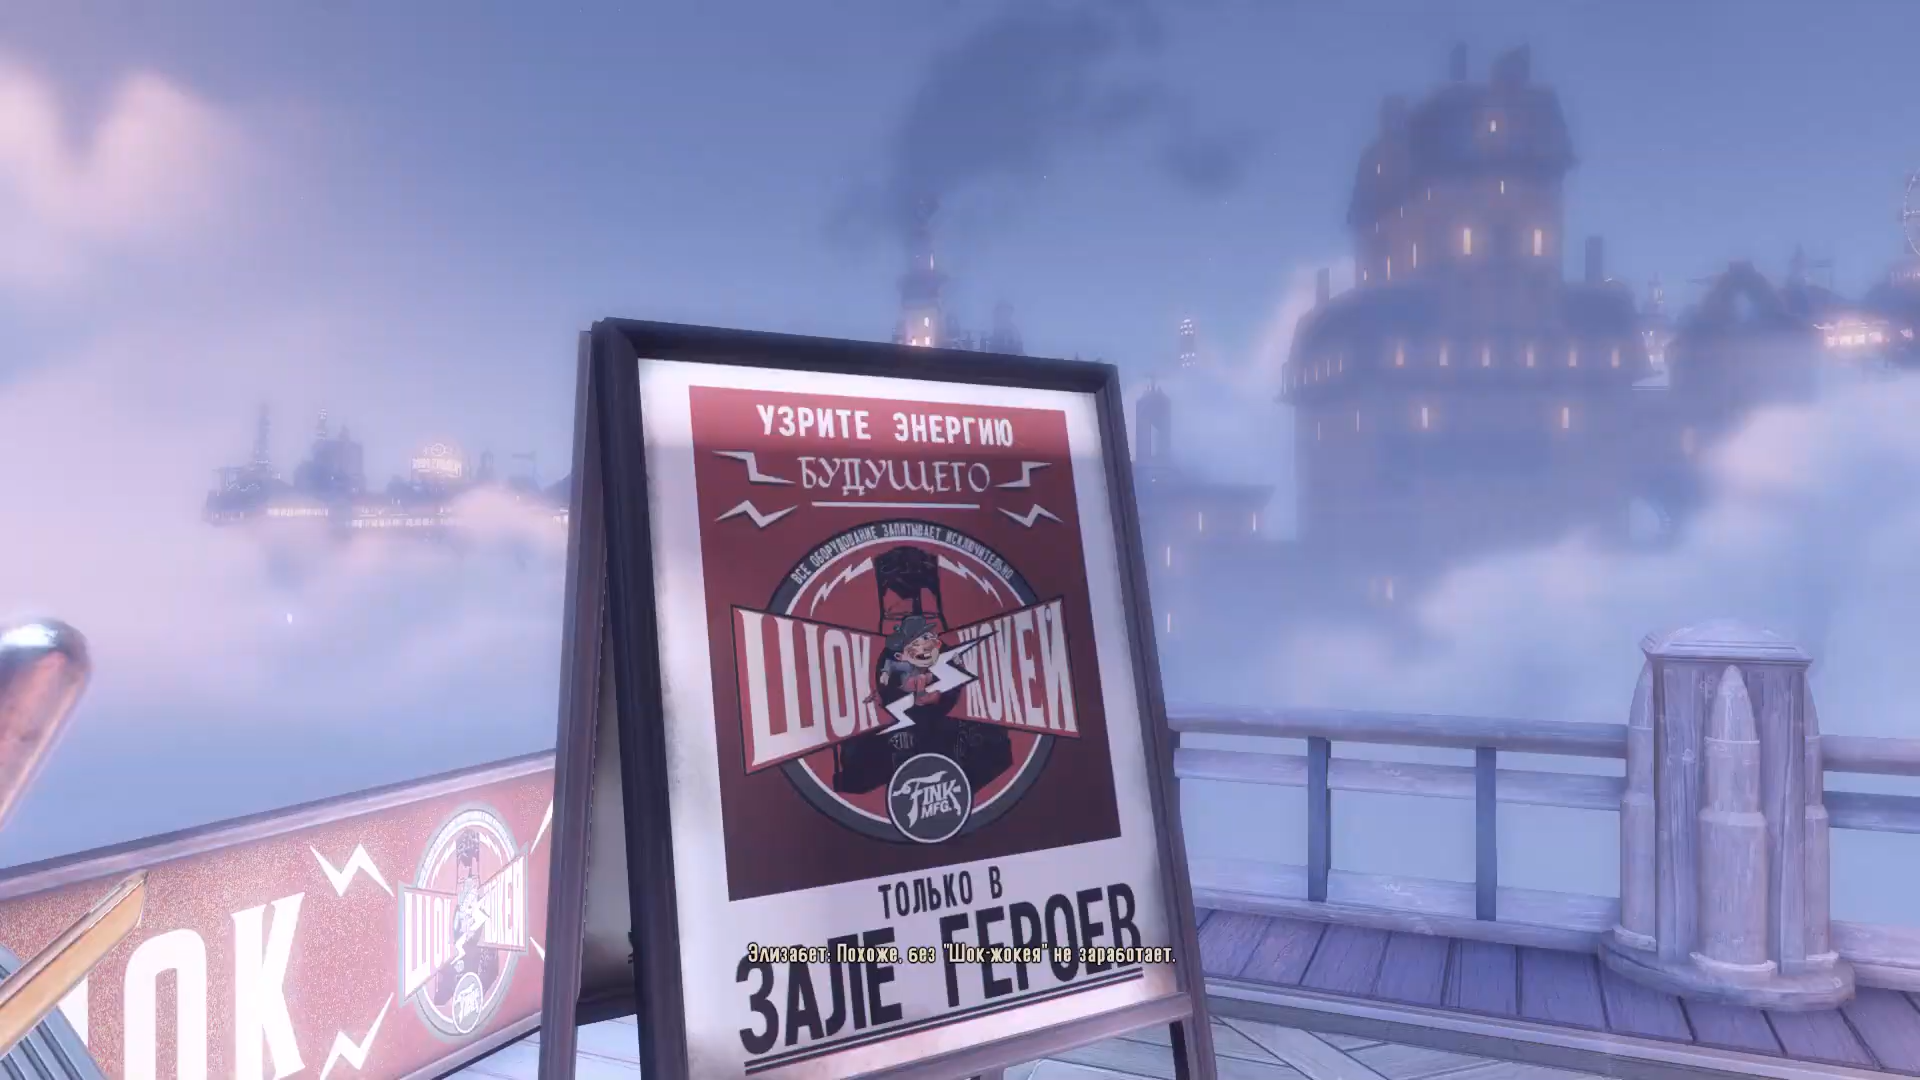 УЗРИТЕ ЭНЕРГИЮ
БУДУЩЕГО
ВСЕ ОБОРУДОВАНИЕ ЗАПИТЫВАЕТ ИСКЛЮЧИТЕЛЬНО
ШОК ЖОКЕЙ
FINK
MFG.
ТОЛЬКО В
ЗАЛЕ ГЕРОЕВ
Элизабет: Похоже, без "Шок-жокея" не заработает.
ШОК
ШОК ЖОКЕЙ